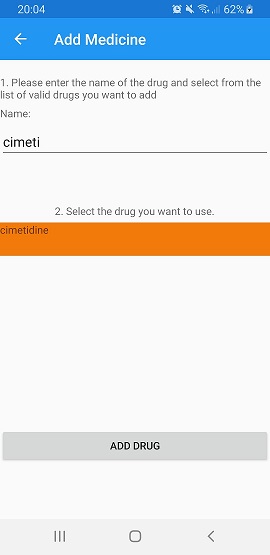 20:04 62%
Add Medicine
1. Please enter the name of the drug and select from the
list of valid drugs you want to add
Name:
cimeti
2. Select the drug you want to use.
cimetidine
ADD DRUG